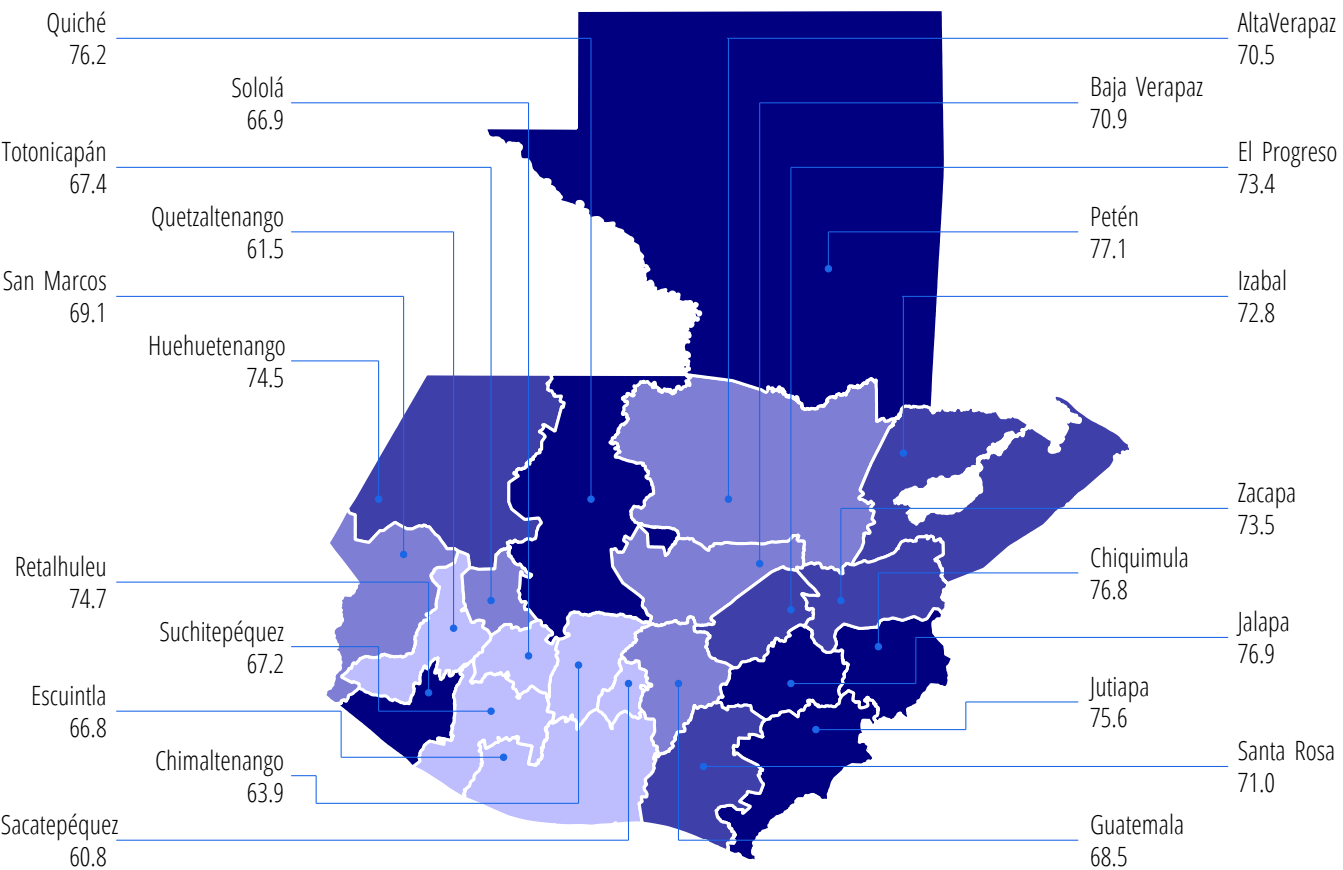 Quiché
76.2
Sololá
66.9
Totonicapán
67.4
Quetzaltenango
61.5
San Marcos
69.1
Huehuetenango
74.5
Retalhuleu
74.7
Suchitepéquez
67.2
Escuintla
66.8
Chimaltenango
63.9
Sacatepéquez
60.8
AltaVerapaz
70.5
Baja Verapaz
70.9
El Progreso
73.4
Petén
77.1
Izabal
72.8
Zacapa
73.5
Chiquimula
76.8
Jalapa
76.9
Jutiapa
75.6
Santa Rosa
71.0
Guatemala
68.5